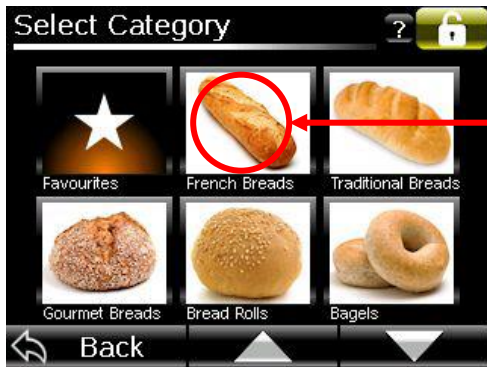 Select Category
?
Favourites
French Breads
Traditional Breads
Gourmet Breads
Bread Rolls
Bagels
Back